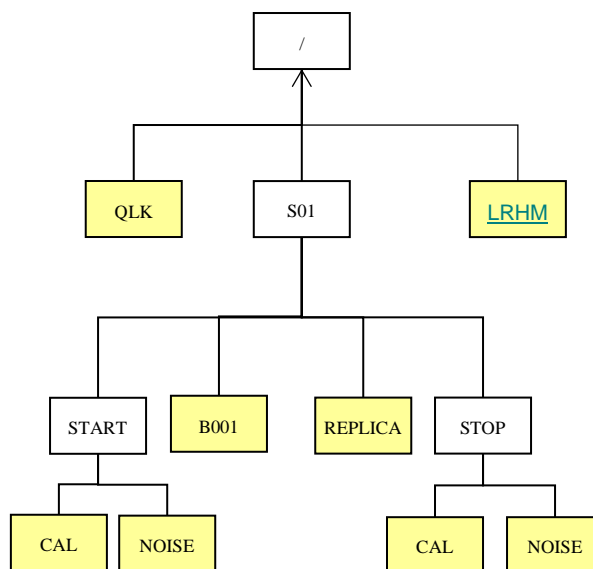 /
QLK
S01
LRHM
START
B001
REPLICA
STOP
CAL
NOISE
CAL
NOISE